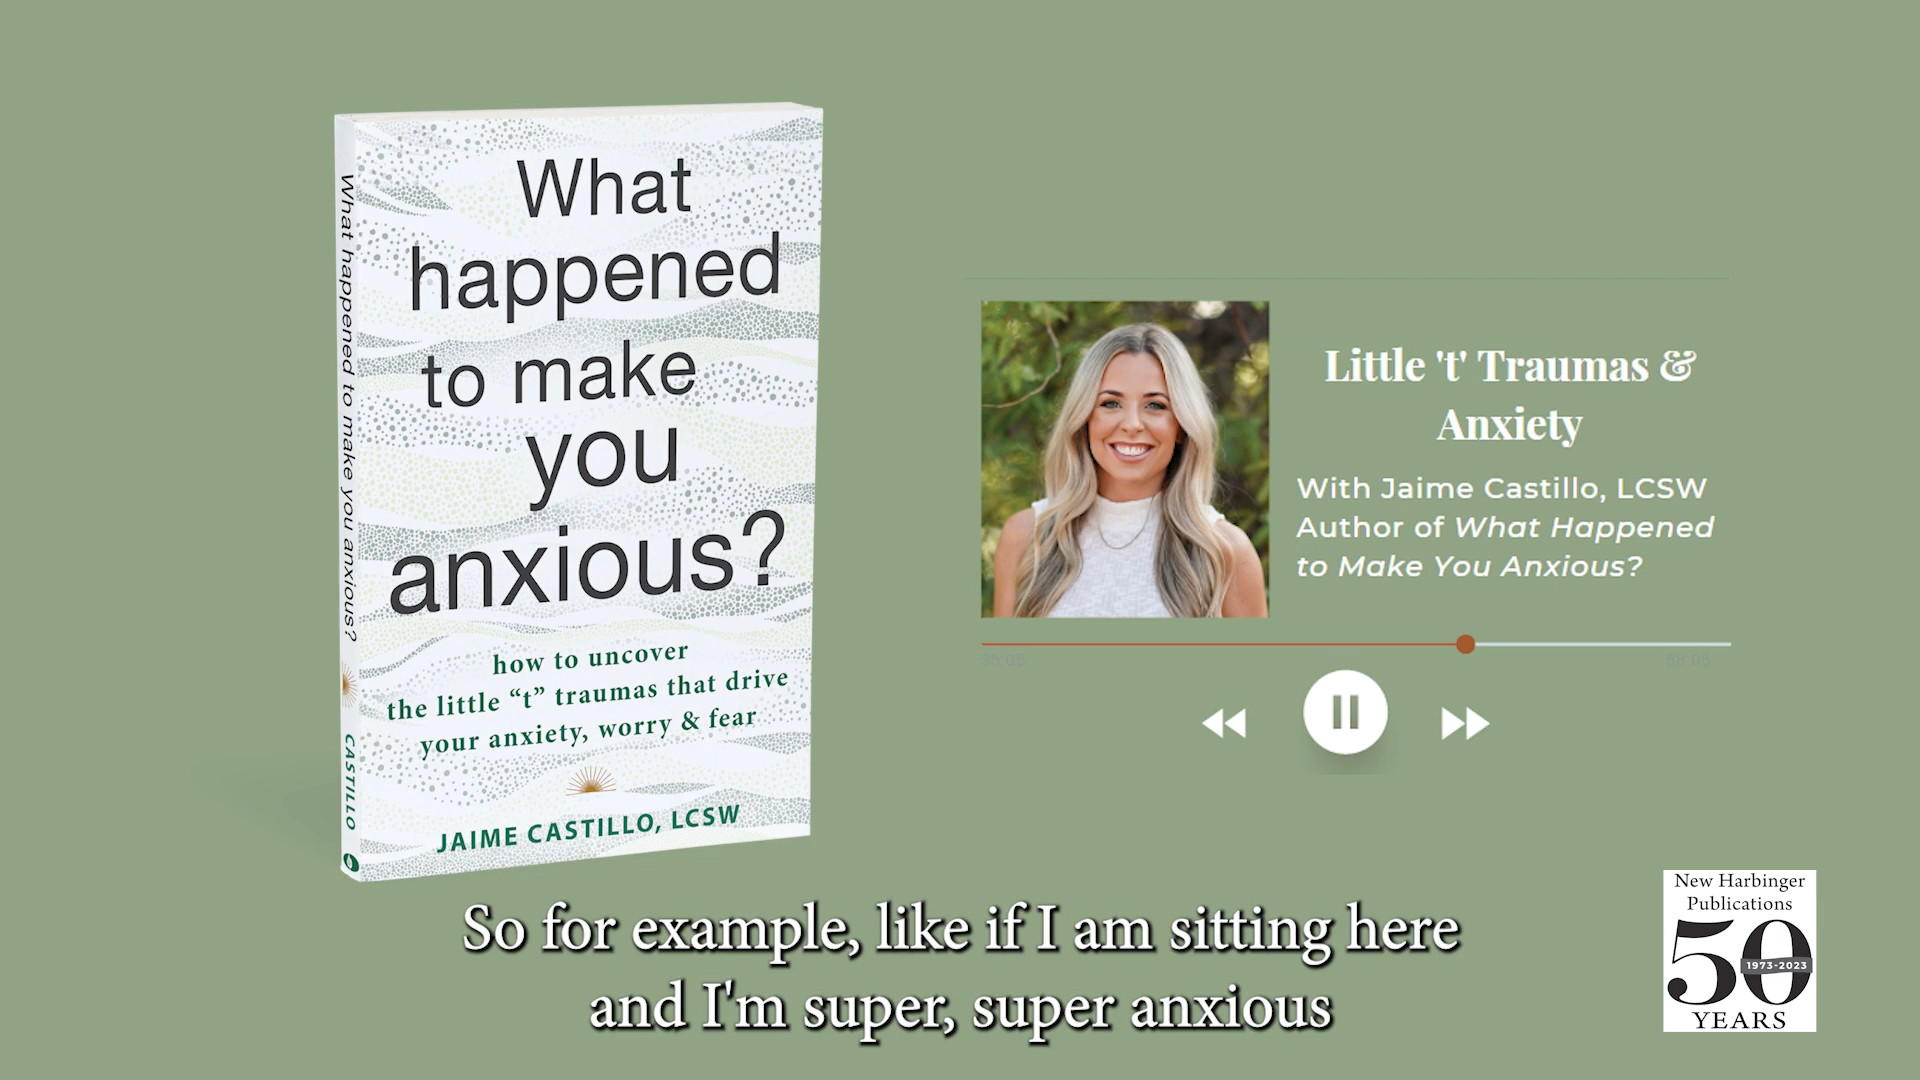 What happened to make you anxious?
CASTILLO
What
happened
to make
you
anxious?
how to uncover
the little “t” traumas that drive
your anxiety, worry & fear
JAIME CASTILLO, LCSW
Little 't' Traumas &
Anxiety
With Jaime Castillo, LCSW
Author of What Happened
to Make You Anxious?
35:05
So for example, like if I am sitting here
and I'm super, super anxious
New Harbinger
Publications
50
1973-2023
YEARS